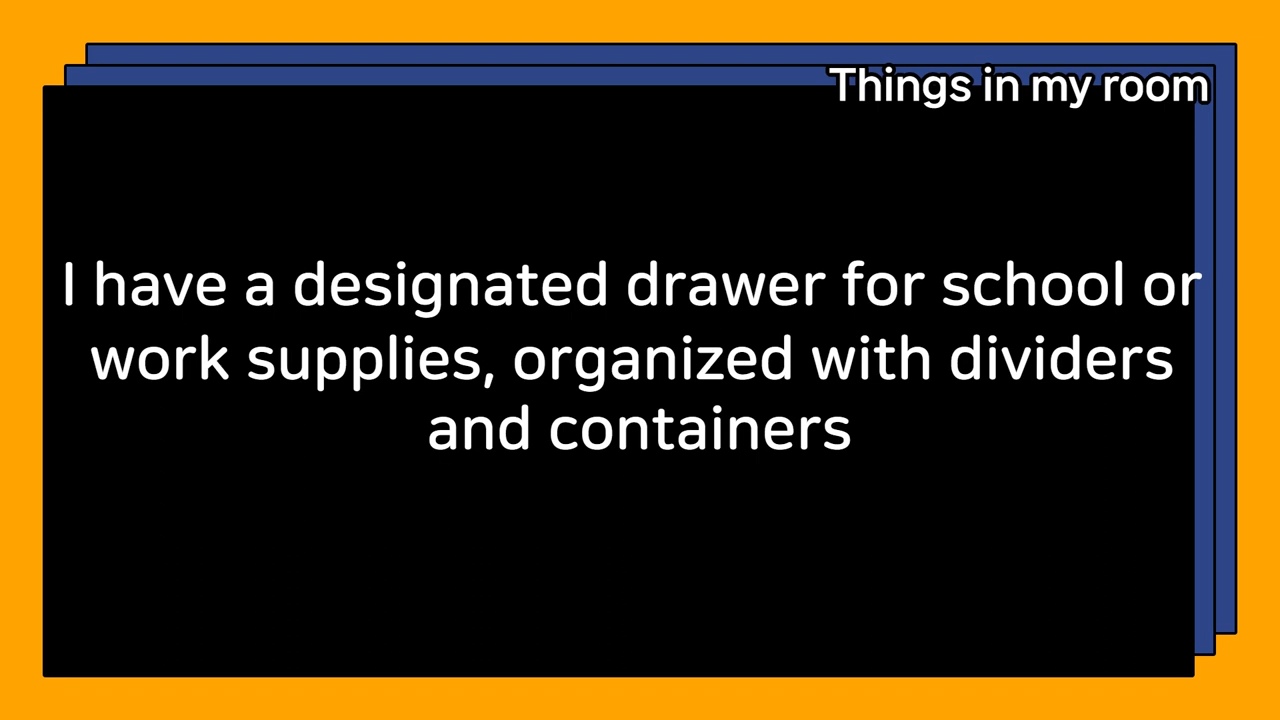 Things in my room
I have a designated drawer for school or
work supplies, organized with dividers
and containers